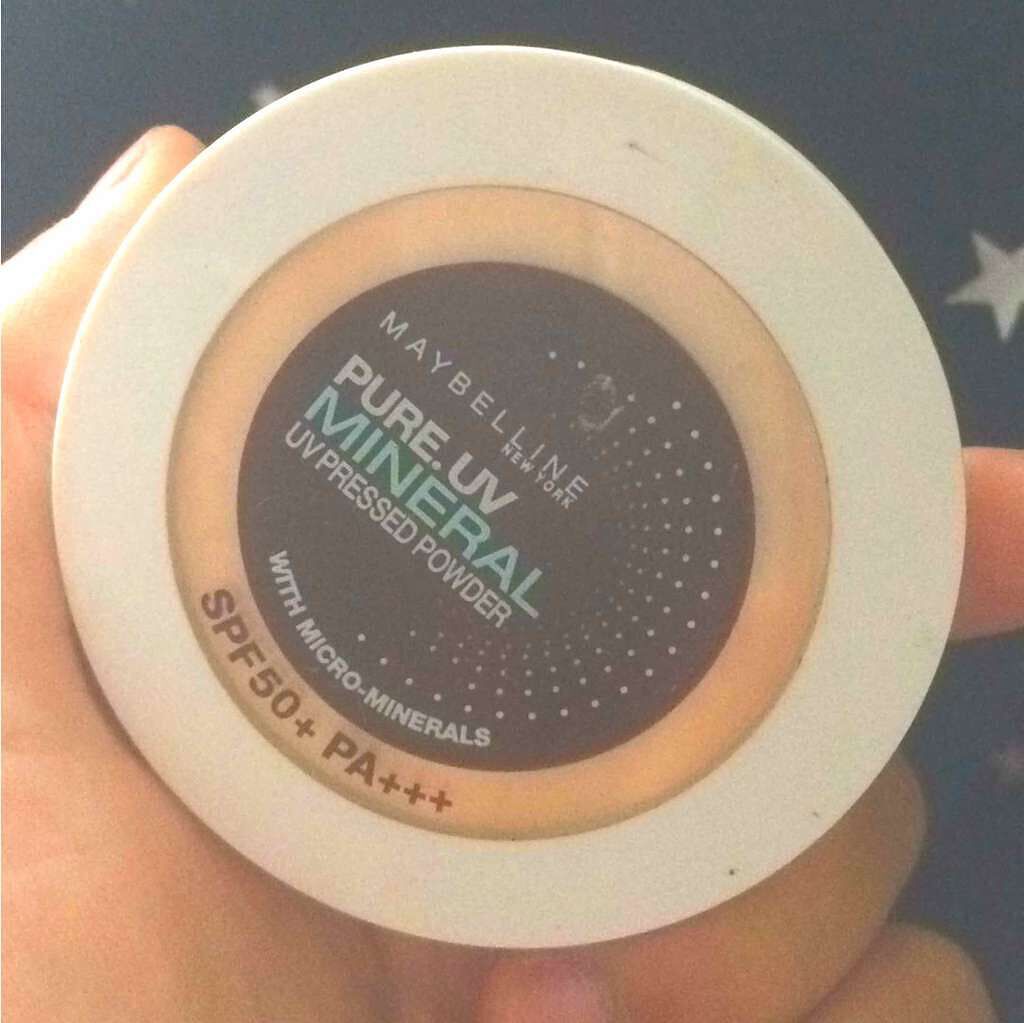 MAYBELLINE
NEW YORK
PURE.UV
MINERAL
UV PRESSED POWDER
WITH MICRO-MINERALS
SPF50+ PA+++